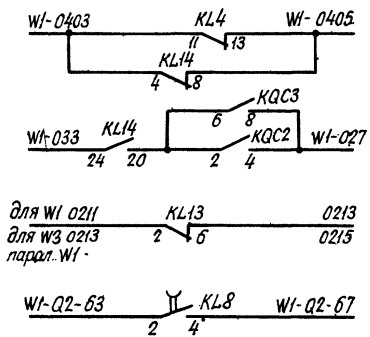 W1-0403 KL4 W1-0405
11 13
KL14
4 8
KQC3
6 8
W1-033 KL14 KQC2 W1-027
24 20 2 4
для W1 0211 KL13 0213
для W3 0213 2 6 0215
парал. W1-
W1-Q2-63 KL8 W1-Q2-67
2 4